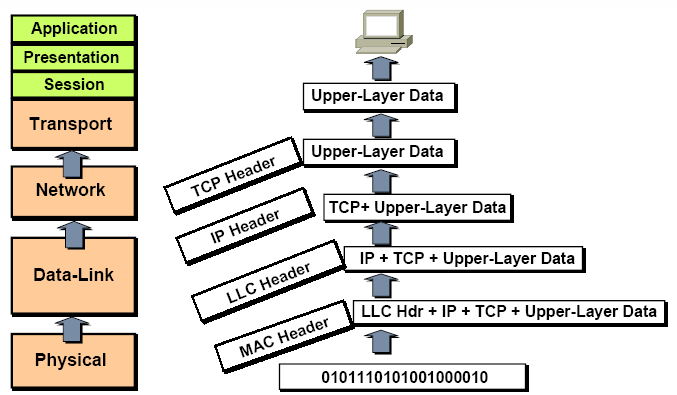 Application
Presentation
Session
Transport
Network
Data-Link
Physical
Upper-Layer Data
TCP Header
Upper-Layer Data
IP Header
TCP+ Upper-Layer Data
LLC Header
IP + TCP + Upper-Layer Data
MAC Header
LLC Hdr + IP + TCP + Upper-Layer Data
0101110101001000010